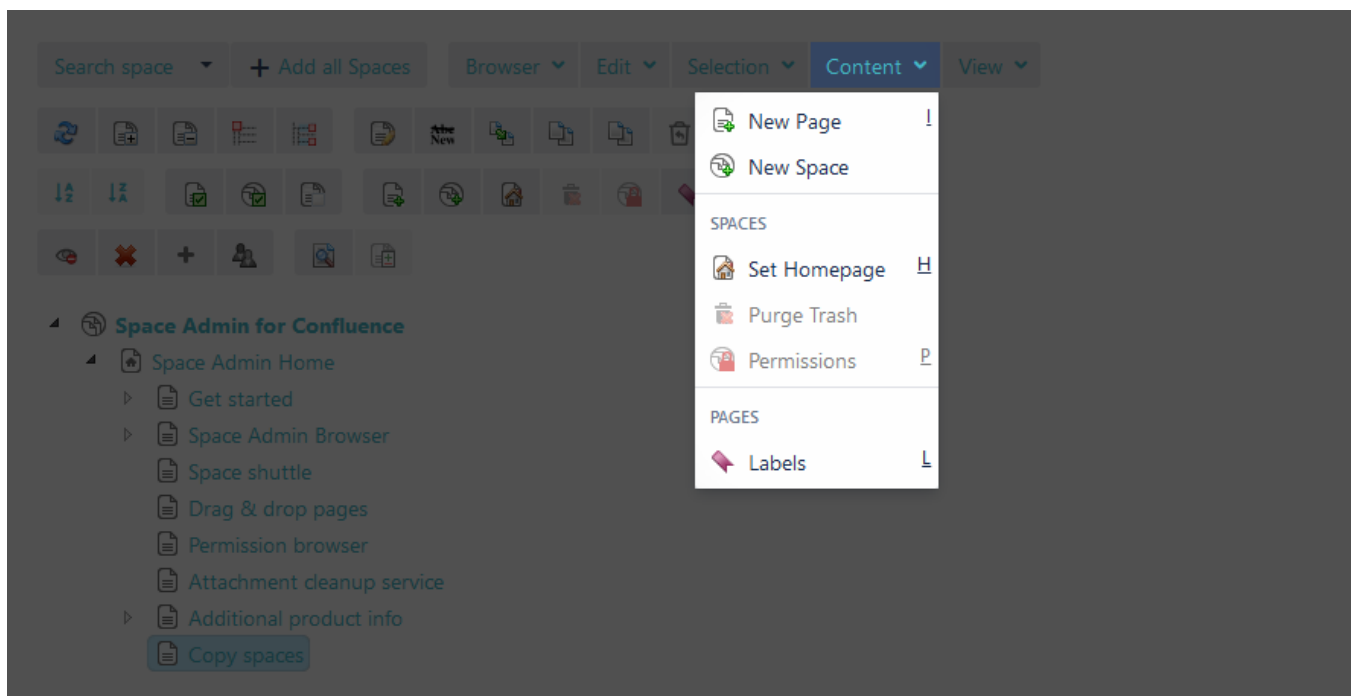 Search space Add all Spaces Browser Edit Selection Content View
New Page I
Abc
New
New Space
A
Z
Z
A
SPACES
Set Homepage H
Purge Trash
Space Admin for Confluence
Permissions P
Space Admin Home
Get started
PAGES
Space Admin Browser
Labels L
Space shuttle
Drag & drop pages
Permission browser
Attachment cleanup service
Additional product info
Copy spaces